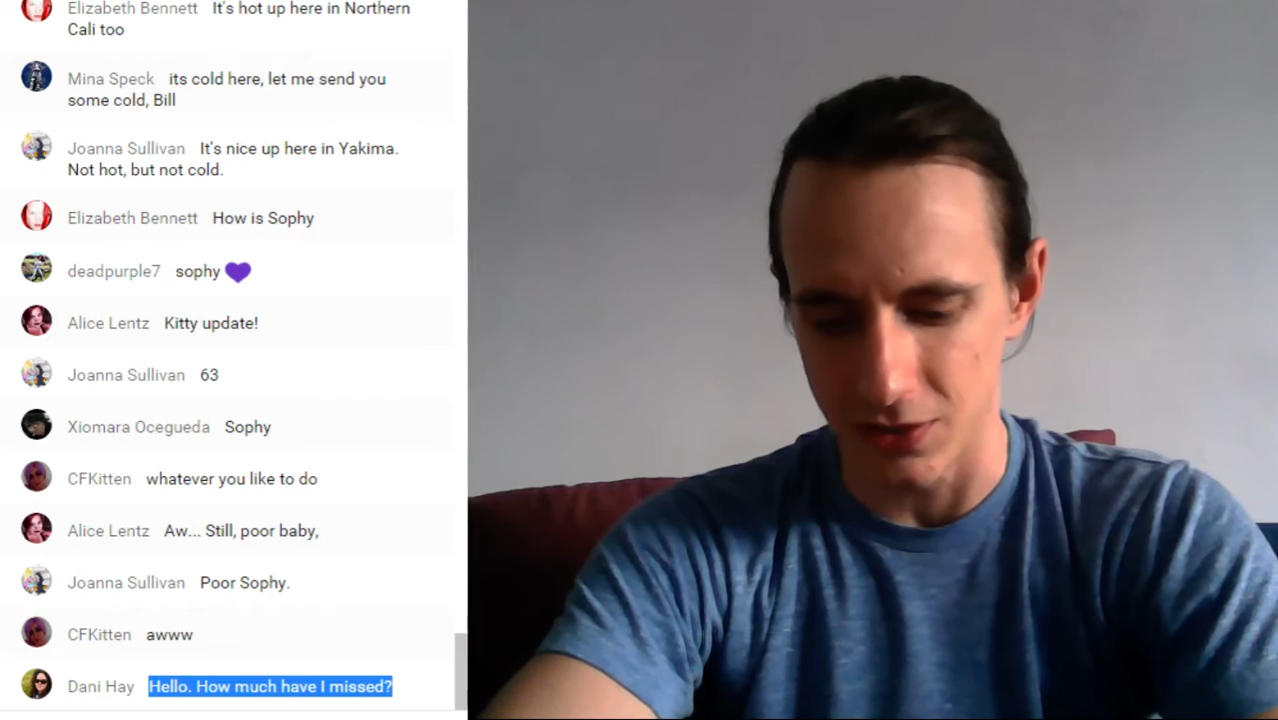 Elizabeth Bennett It's hot up here in Northern
Cali too
Mina Speck its cold here, let me send you
some cold, Bill
Joanna Sullivan It's nice up here in Yakima.
Not hot, but not cold.
Elizabeth Bennett How is Sophy
deadpurple7 sophy 💜
Alice Lentz Kitty update!
Joanna Sullivan 63
Xiomara Ocegueda Sophy
CFKitten whatever you like to do
Alice Lentz Aw... Still, poor baby,
Joanna Sullivan Poor Sophy.
CFKitten awww
Dani Hay Hello. How much have I missed?